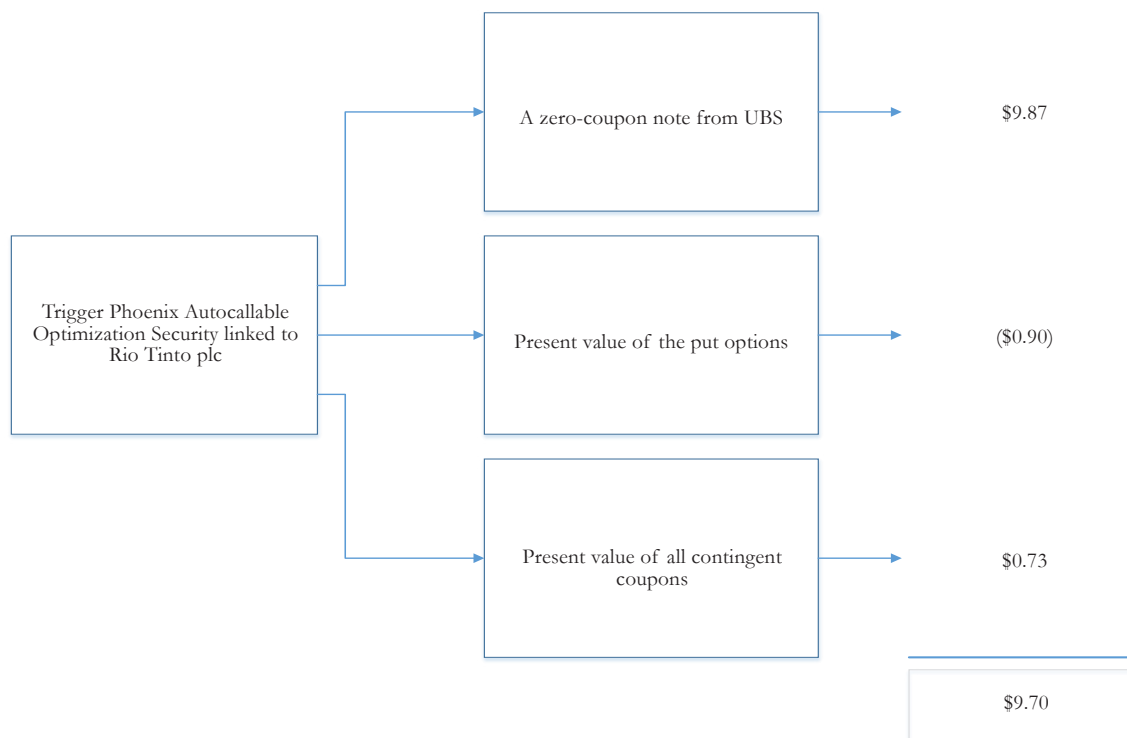 A zero-coupon note from UBS
$9.87
Trigger Phoenix Autocallable
Optimization Security linked to
Rio Tinto plc
Present value of the put options
($0.90)
Present value of all contingent
coupons
$0.73
$9.70